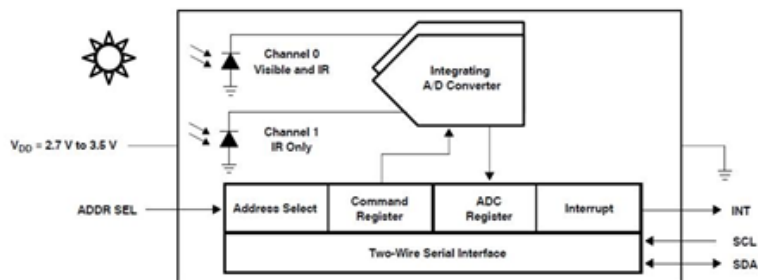 Channel 0
Visible and IR
Integrating
A/D Converter
Channel 1
IR Only
VDD = 2.7 V to 3.5 V
ADDR SEL
Address Select
Command
Register
ADC
Register
Interrupt
INT
Two-Wire Serial Interface
SCL
SDA